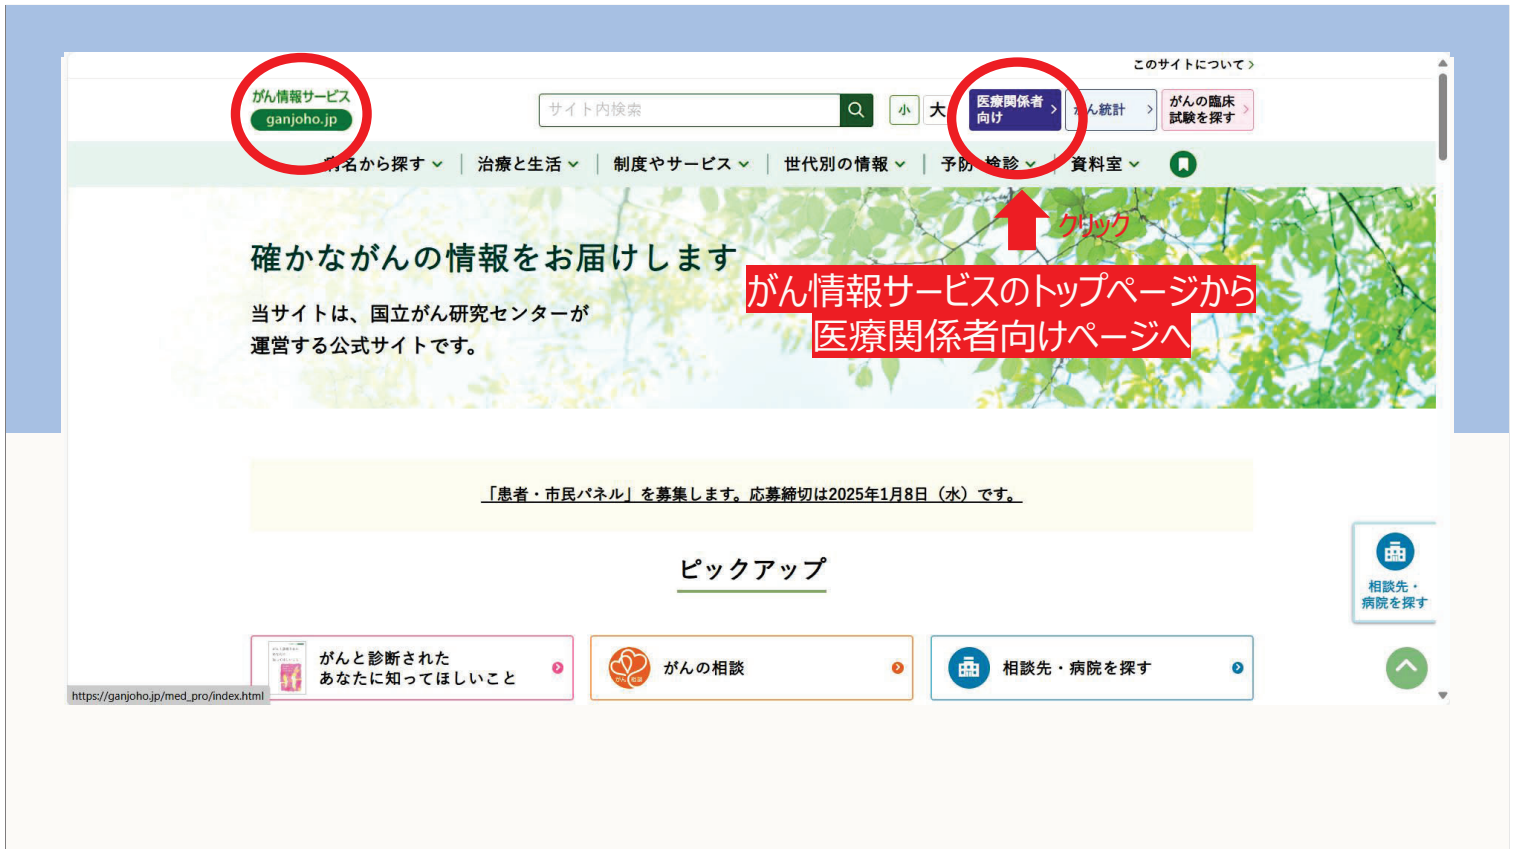 このサイトについて
がん情報サービス
ganjoho.jp
サイト内検索
小
大
医療関係者
向け
がん統計
がんの臨床
試験を探す
病名から探す
治療と生活
制度やサービス
世代別の情報
予防・検診
資料室
クリック
確かながんの情報をお届けします
がん情報サービスのトップページから
医療関係者向けページへ
当サイトは、国立がん研究センターが
運営する公式サイトです。
「患者・市民パネル」を募集します。応募締切は2025年1月8日（水）です。
ピックアップ
相談先・
病院を探す
がんと診断された
あなたに知ってほしいこと
がんの相談
がん 相談
相談先・病院を探す
https://ganjoho.jp/med_pro/index.html